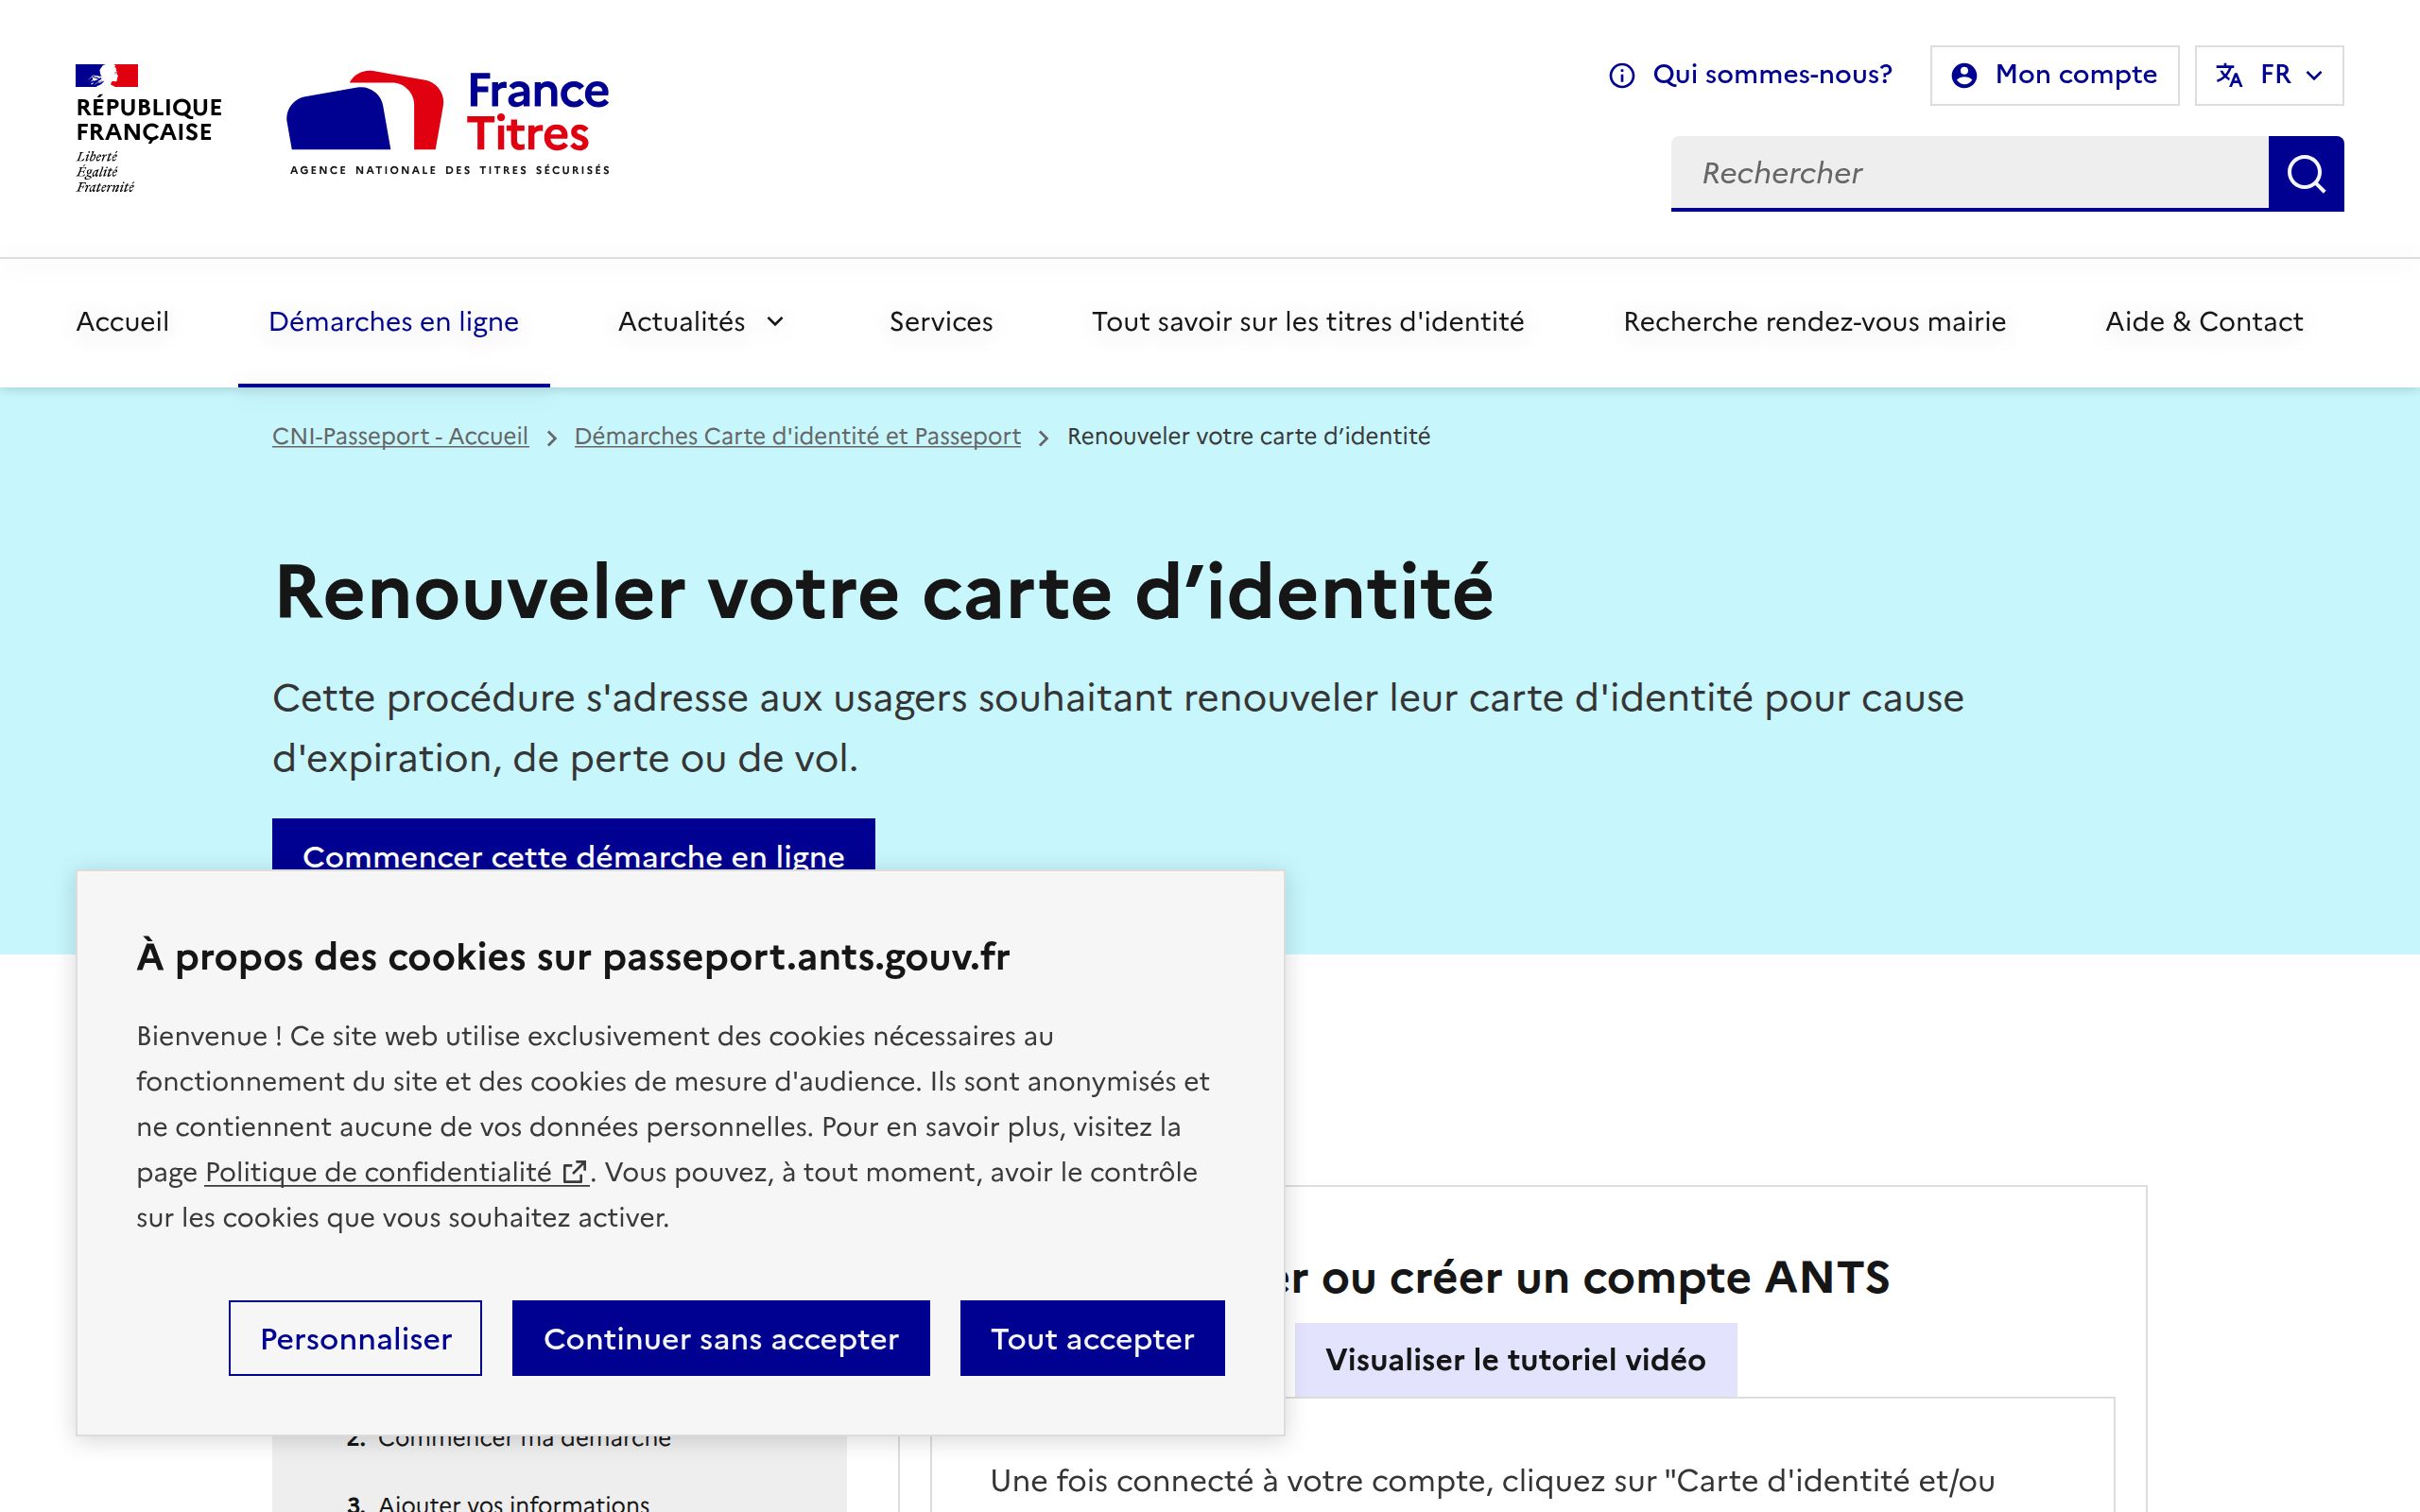 RÉPUBLIQUE
FRANÇAISE
Liberté
Égalité
Fraternité
France
Titres
AGENCE NATIONALE DES TITRES SÉCURISÉS
Qui sommes-nous?
Mon compte
FR
Rechercher
Accueil
Démarches en ligne
Actualités
Services
Tout savoir sur les titres d'identité
Recherche rendez-vous mairie
Aide & Contact
CNI-Passeport - Accueil > Démarches Carte d'identité et Passeport > Renouveler votre carte d’identité
Renouveler votre carte d’identité
Cette procédure s'adresse aux usagers souhaitant renouveler leur carte d'identité pour cause
d'expiration, de perte ou de vol.
Commencer cette démarche en ligne
À propos des cookies sur passeport.ants.gouv.fr
Bienvenue ! Ce site web utilise exclusivement des cookies nécessaires au
fonctionnement du site et des cookies de mesure d'audience. Ils sont anonymisés et
ne contiennent aucune de vos données personnelles. Pour en savoir plus, visitez la
page Politique de confidentialité. Vous pouvez, à tout moment, avoir le contrôle
sur les cookies que vous souhaitez activer.
Personnaliser
Continuer sans accepter
Tout accepter
er ou créer un compte ANTS
Visualiser le tutoriel vidéo
2. Commencer ma démarche
Une fois connecté à votre compte, cliquez sur "Carte d'identité et/ou
3. Ajouter vos informations